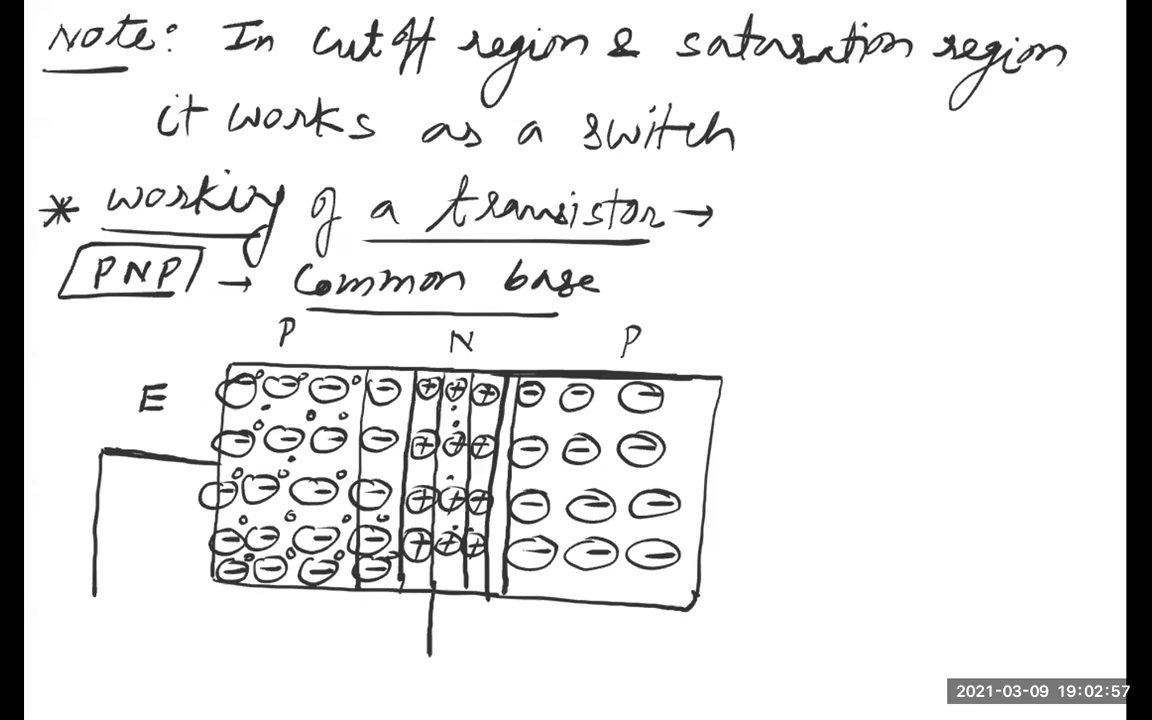 Note: In cutoff region & saturation region
it works as a switch
* working of a transistor →
PNP → Common base
P N P
E
2021-03-09 19:02:57